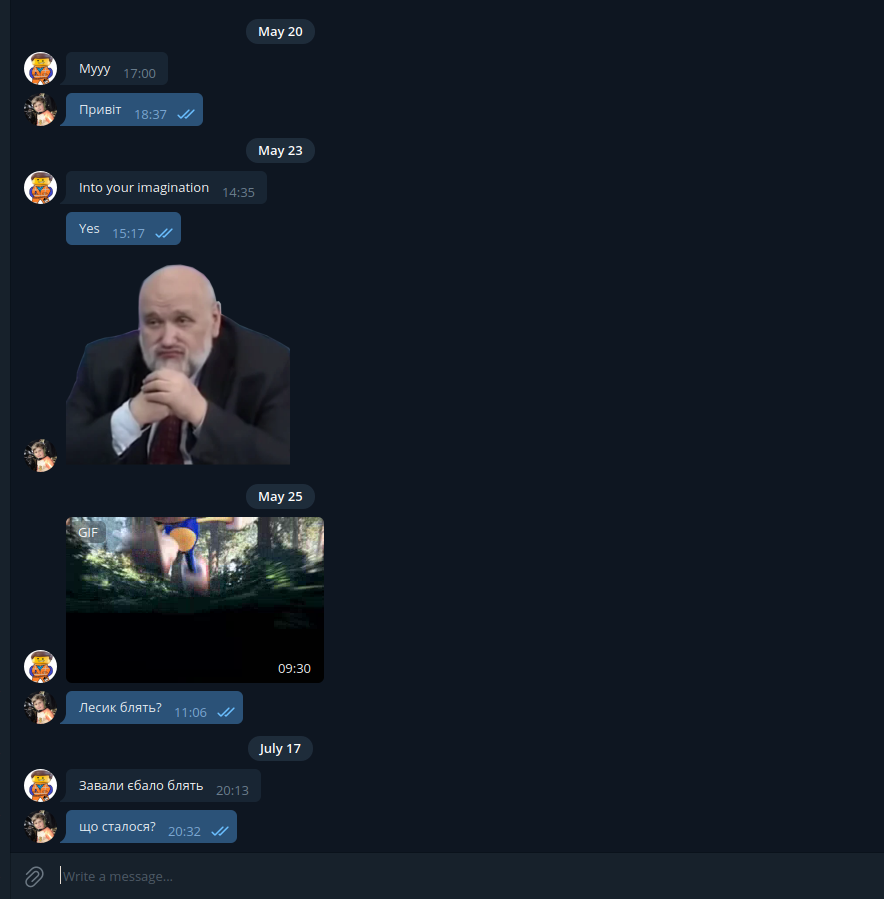 May 20
Мууу 17:00
Привіт 18:37
May 23
Into your imagination 14:35
Yes 15:17
May 25
GIF
09:30
Лесик блять? 11:06
July 17
Завали єбало блять 20:13
що сталося? 20:32
Write a message...